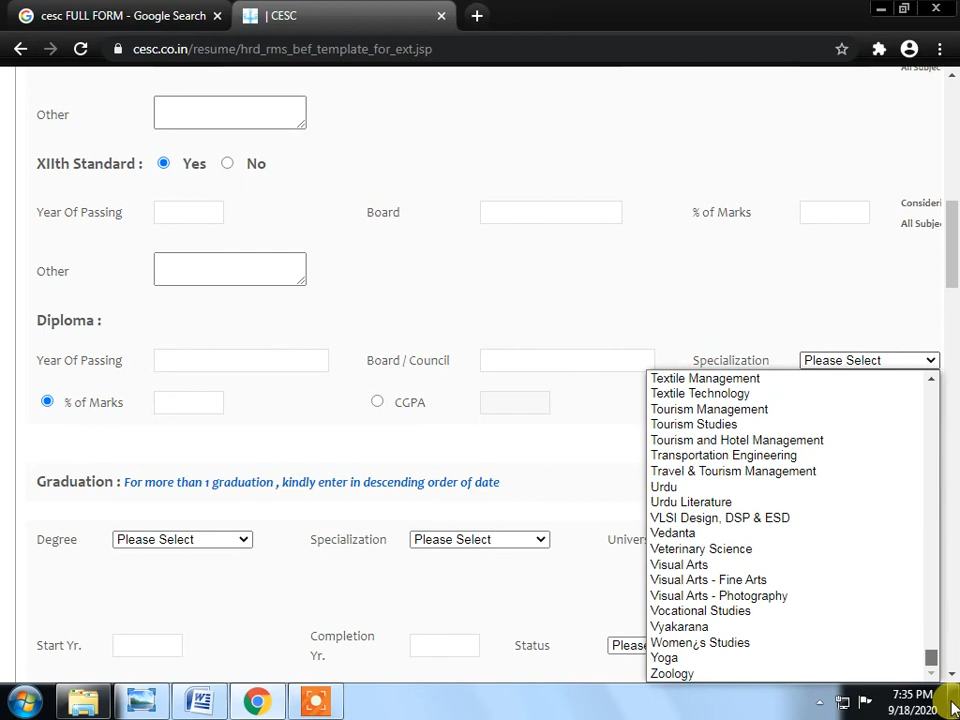 cesc FULL FORM - Google Search
| CESC
cesc.co.in/resume/hrd_rms_bef_template_for_ext.jsp
Other
XIIth Standard : Yes No
Year Of Passing Board % of Marks Consideri
All Subje
Other
Diploma :
Year Of Passing Board / Council Specialization Please Select
% of Marks CGPA
Textile Management
Textile Technology
Tourism Management
Tourism Studies
Tourism and Hotel Management
Transportation Engineering
Travel & Tourism Management
Urdu
Urdu Literature
VLSI Design, DSP & ESD
Vedanta
Veterinary Science
Visual Arts
Visual Arts - Fine Arts
Visual Arts - Photography
Vocational Studies
Vyakarana
Women¿s Studies
Yoga
Zoology
Graduation : For more than 1 graduation , kindly enter in descending order of date
Degree Please Select Specialization Please Select Univers
Start Yr. Completion Yr. Status Please
7:35 PM
9/18/2020